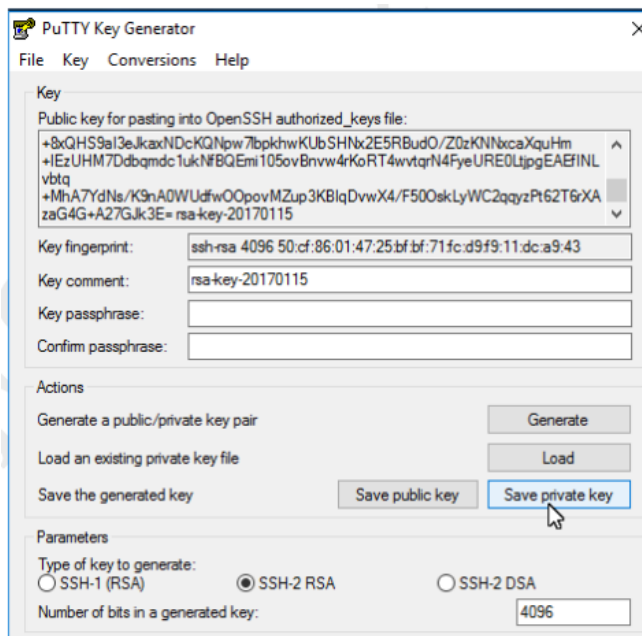 PuTTY Key Generator
File Key Conversions Help
Key
Public key for pasting into OpenSSH authorized_keys file:
+8xQHS9aI3eJkaxNDcKQNpw7lbpkhwKUbSHNx2E5RBudO/Z0zKNNxcaXquHm
+IEzUHM7Ddbqmdc1ukNfBQEmi105ovBnvw4rKoRT4wvtqrN4FyeURE0LtjpgEAEfINL
vbtq
+MhA7YdNs/K9nA0WUdfwOOpovMZup3KBIqDvwX4/F50OskLyWC2qqyzPt62T6rXA
zaG4G+A27GJk3E= rsa-key-20170115
Key fingerprint: ssh-rsa 4096 50:cf:86:01:47:25:bf:bf:71:fc:d9:f9:11:dc:a9:43
Key comment: rsa-key-20170115
Key passphrase:
Confirm passphrase:
Actions
Generate a public/private key pair Generate
Load an existing private key file Load
Save the generated key Save public key Save private key
Parameters
Type of key to generate:
SSH-1 (RSA) SSH-2 RSA SSH-2 DSA
Number of bits in a generated key: 4096